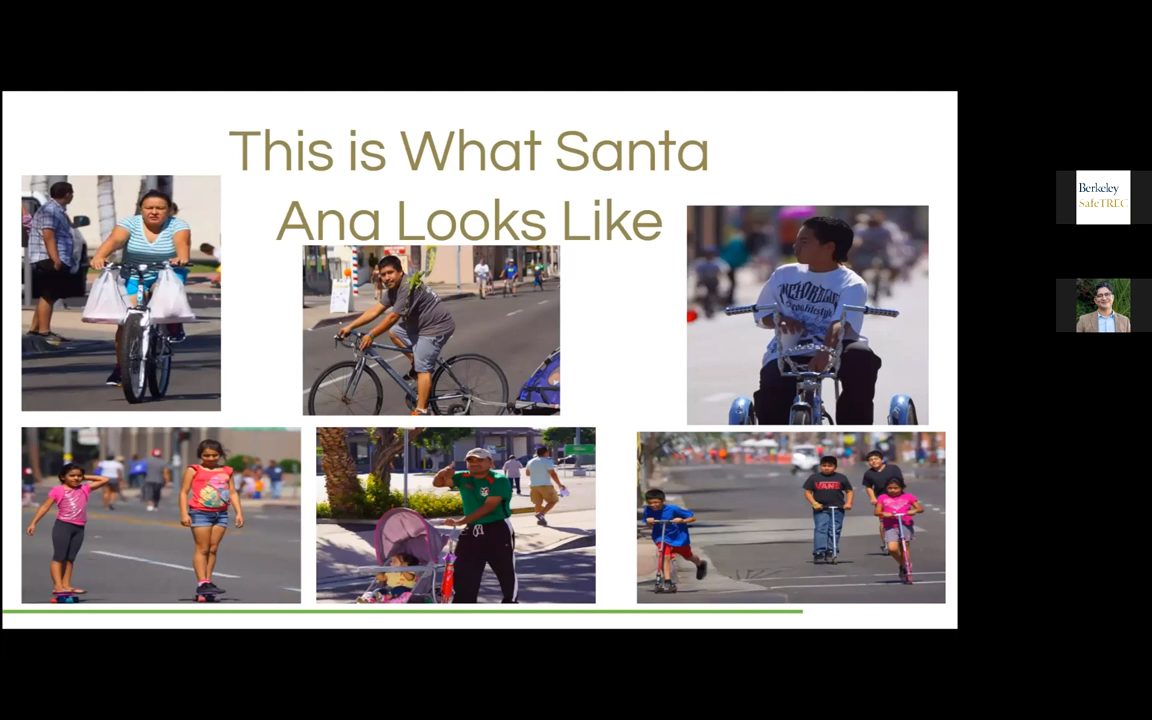 This is What Santa
Ana Looks Like
Berkeley
SafeTREC
VANS